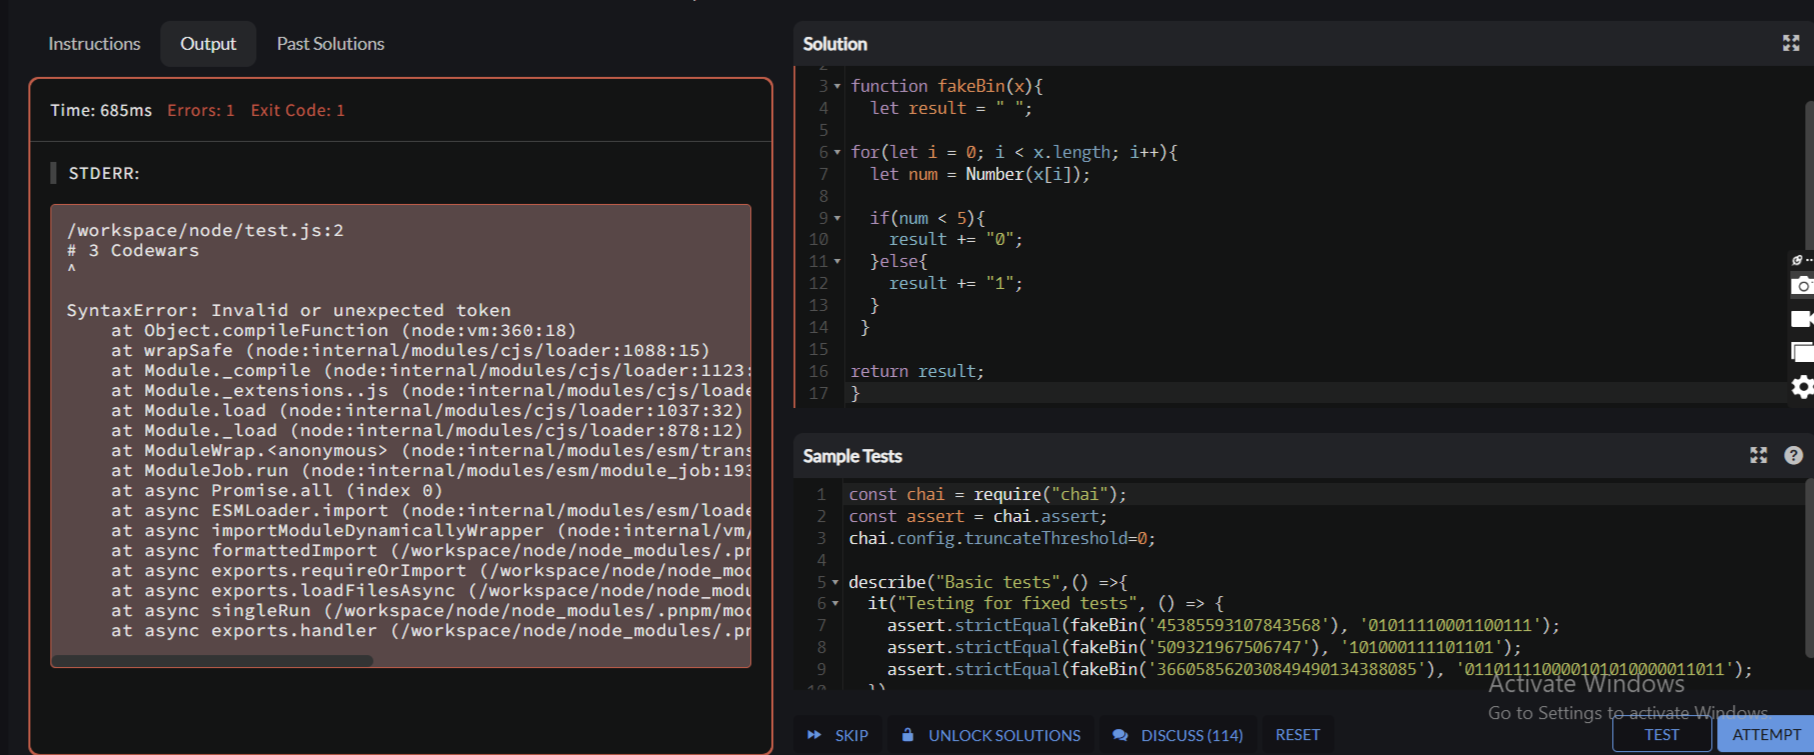 Instructions
Output
Past Solutions
Time: 685ms Errors: 1 Exit Code: 1
STDERR:
/workspace/node/test.js:2
# 3 Codewars
^
SyntaxError: Invalid or unexpected token
at Object.compileFunction (node:vm:360:18)
at wrapSafe (node:internal/modules/cjs/loader:1088:15)
at Module._compile (node:internal/modules/cjs/loader:1123:
at Module._extensions..js (node:internal/modules/cjs/loade
at Module.load (node:internal/modules/cjs/loader:1037:32)
at Module._load (node:internal/modules/cjs/loader:878:12)
at ModuleWrap.<anonymous> (node:internal/modules/esm/trans
at ModuleJob.run (node:internal/modules/esm/module_job:193
at async Promise.all (index 0)
at async ESMLoader.import (node:internal/modules/esm/loade
at async importModuleDynamicallyWrapper (node:internal/vm/
at async formattedImport (/workspace/node/node_modules/.pn
at async exports.requireOrImport (/workspace/node/node_mod
at async exports.loadFilesAsync (/workspace/node/node_modu
at async singleRun (/workspace/node/node_modules/.pnpm/moc
at async exports.handler (/workspace/node/node_modules/.pn
Solution
2
3 function fakeBin(x){
4 let result = " ";
5
6 for(let i = 0; i < x.length; i++){
7 let num = Number(x[i]);
8
9 if(num < 5){
10 result += "0";
11 }else{
12 result += "1";
13 }
14 }
15
16 return result;
17 }
Sample Tests
1 const chai = require("chai");
2 const assert = chai.assert;
3 chai.config.truncateThreshold=0;
4
5 describe("Basic tests",() =>{
6 it("Testing for fixed tests", () => {
7 assert.strictEqual(fakeBin('45385593107843568'), '01011110001100111');
8 assert.strictEqual(fakeBin('509321967506747'), '101000111101101');
9 assert.strictEqual(fakeBin('366058562030849490134388085'), '011011110000101010000011011');
10 })
Activate Windows
Go to Settings to activate Windows.
SKIP
UNLOCK SOLUTIONS
DISCUSS (114)
RESET
TEST
ATTEMPT